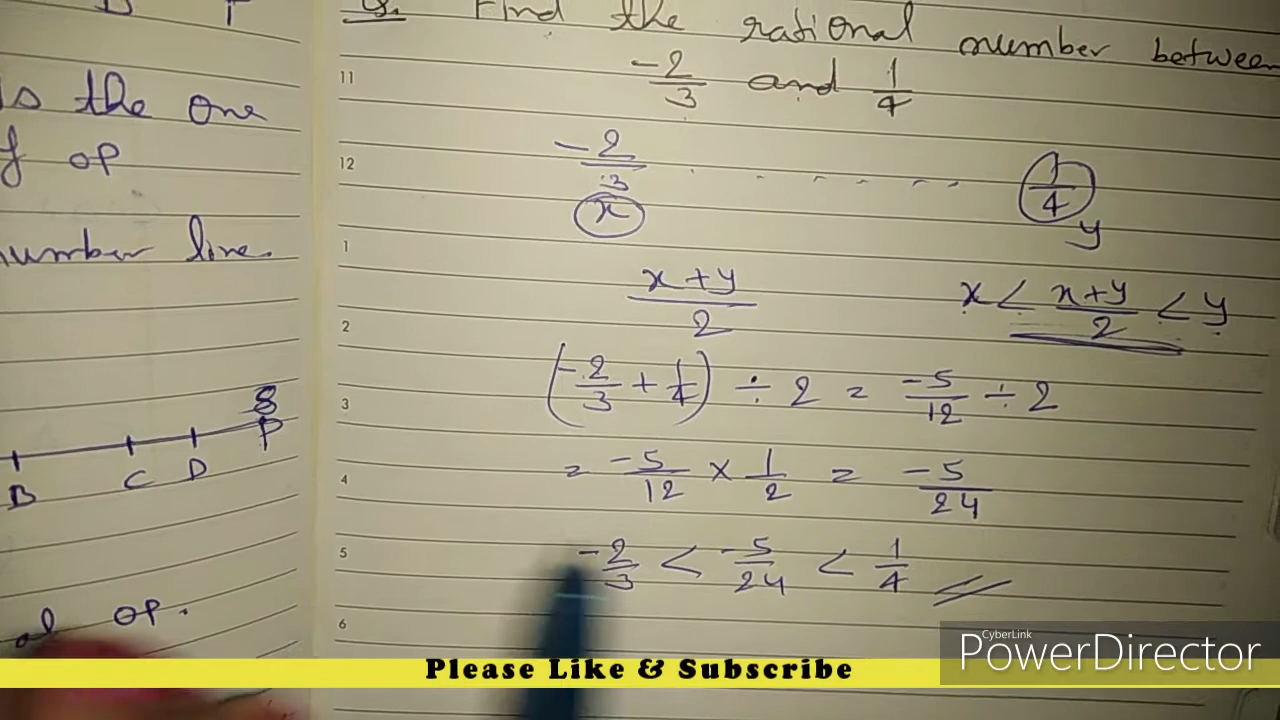 Q. Find the rational number between
-2/3 and 1/4
-2/3 . - - - - - - 1/4
x y
x+y/2 x < x+y/2 < y
(-2/3 + 1/4) ÷ 2 = -5/12 ÷ 2
= -5/12 × 1/2 = -5/24
-2/3 < -5/24 < 1/4
is the one
of op
number line.
B C D P
op.
11
12
1
2
3
4
5
6
CyberLink
PowerDirector
Please Like & Subscribe